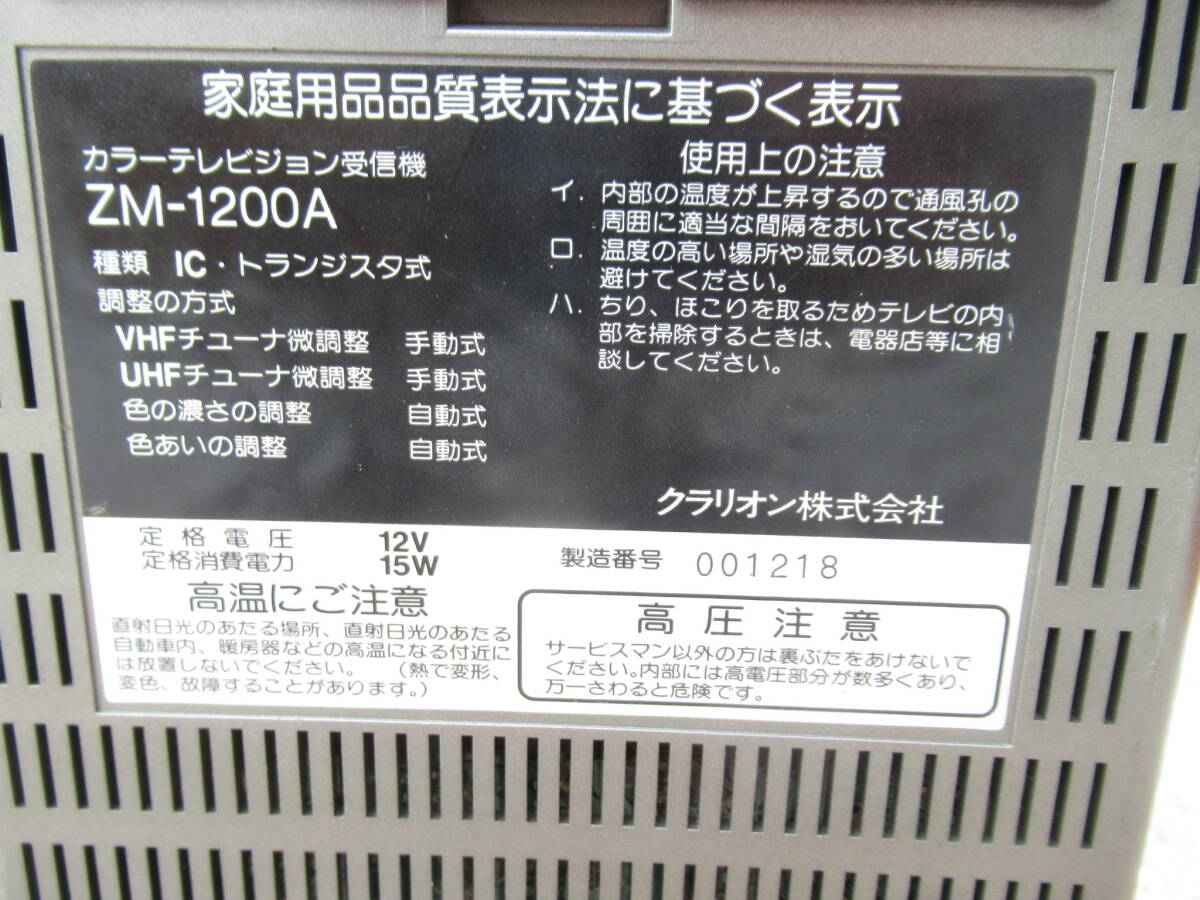 家庭用品品質表示法に基づく表示
カラーテレビジョン受信機
ZM-1200A
種類 IC・トランジスタ式
調整の方式
VHFチューナ微調整 手動式
UHFチューナ微調整 手動式
色の濃さの調整 自動式
色あいの調整 自動式
使用上の注意
イ. 内部の温度が上昇するので通風孔の
周囲に適当な間隔をおいてください。
ロ. 温度の高い場所や湿気の多い場所は
避けてください。
ハ. ちり、ほこりを取るためテレビの内
部を掃除するときは、電器店等に相
談してください。
クラリオン株式会社
定格電圧 12V
定格消費電力 15W
製造番号 001218
高温にご注意
直射日光のあたる場所、直射日光のあたる
自動車内、暖房器などの高温になる付近に
は放置しないでください。 (熱で変形、
変色、故障することがあります。)
高圧注意
サービスマン以外の方は裏ぶたをあけないで
ください。内部には高電圧部分が数多くあり、
万一さわると危険です。